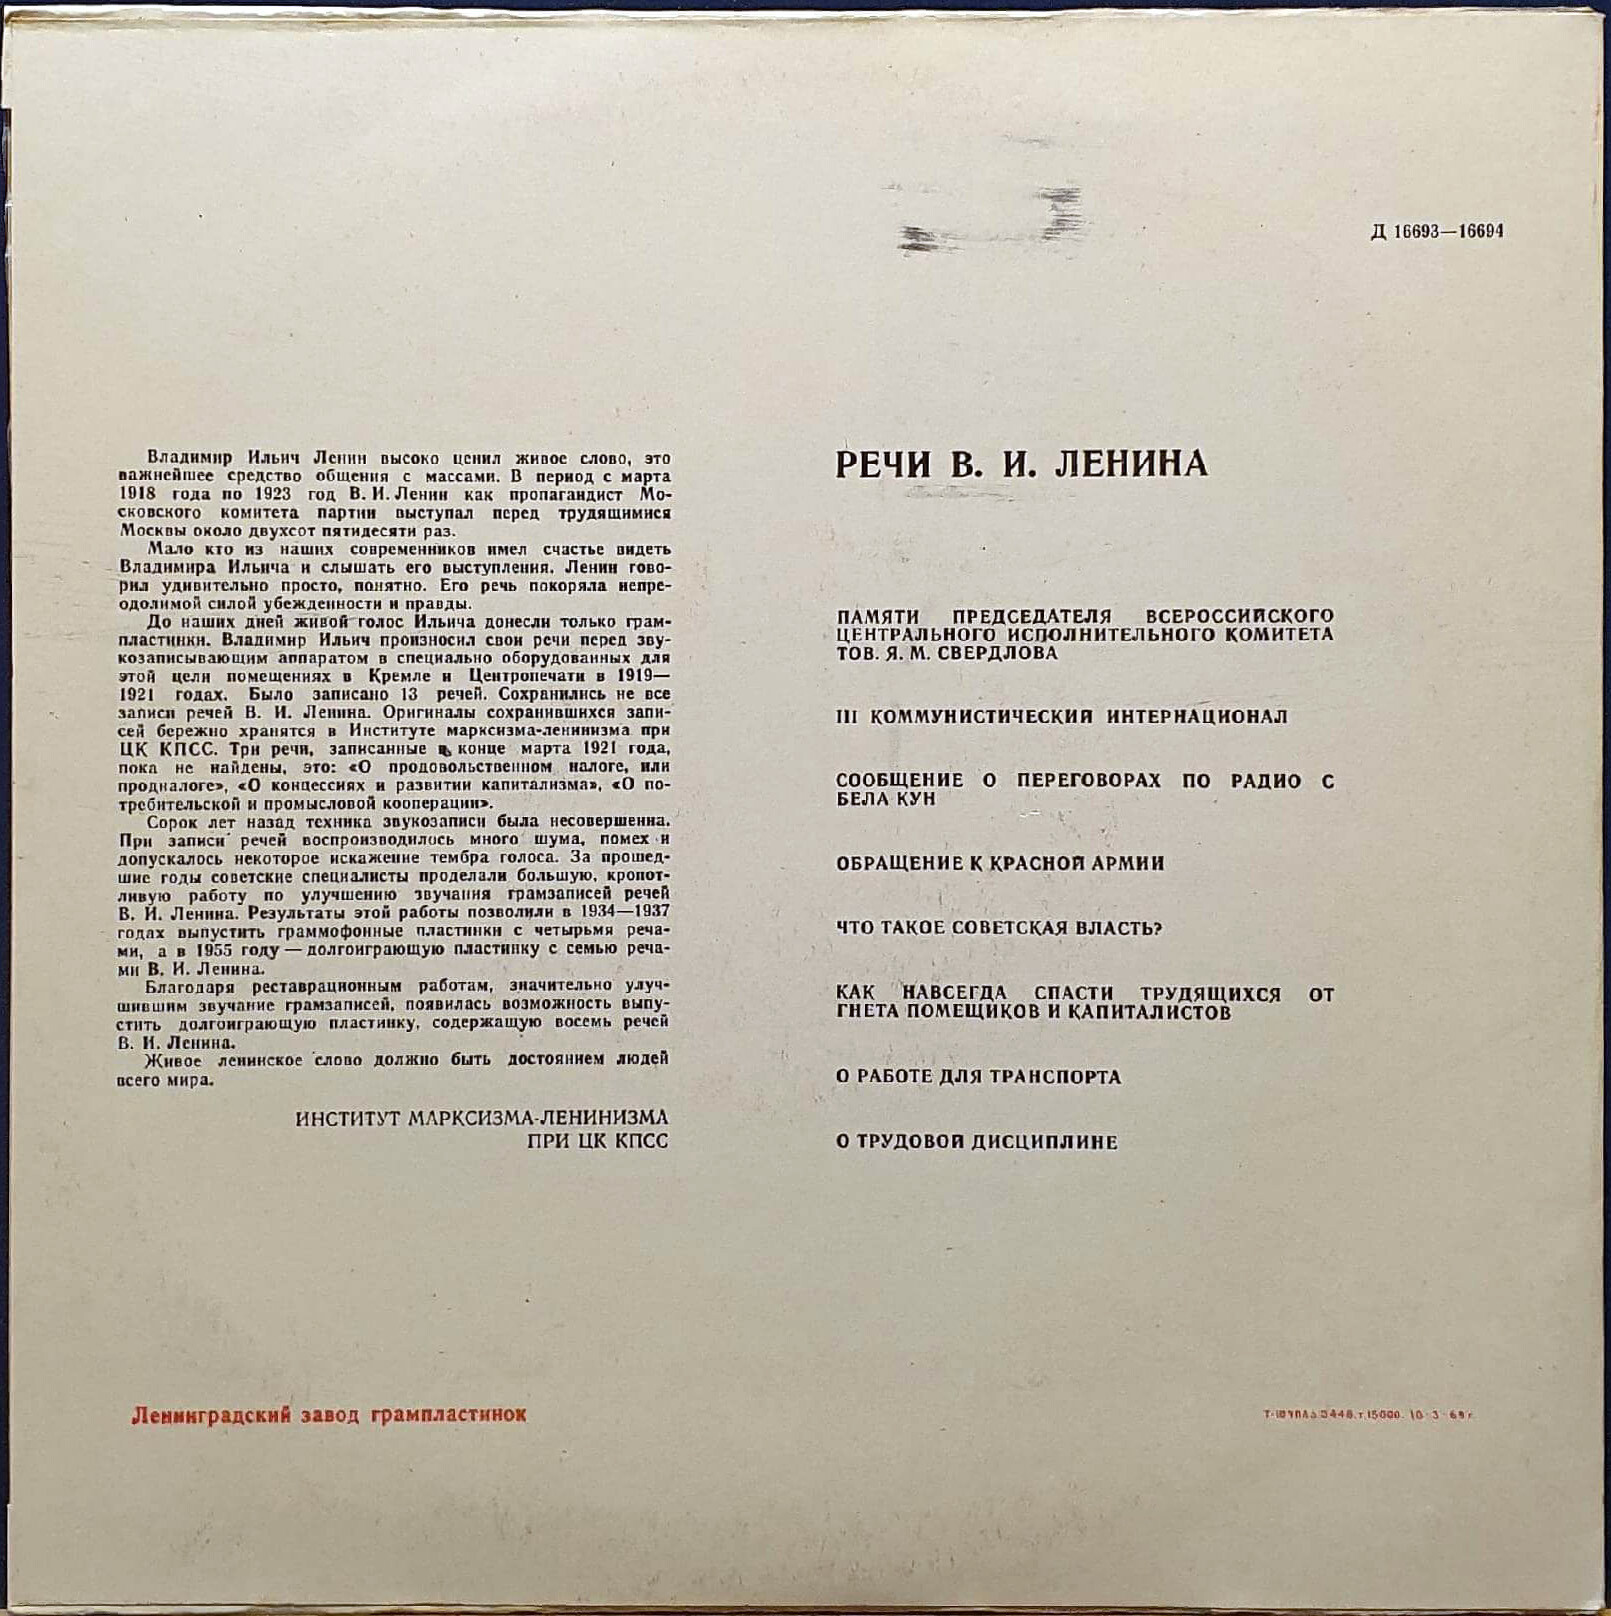 Д 16693—16694
Владимир Ильич Ленин высоко ценил живое слово, это
важнейшее средство общения с массами. В период с марта
1918 года по 1923 год В. И. Ленин как пропагандист Мо-
сковского комитета партии выступал перед трудящимися
Москвы около двухсот пятидесяти раз.
Мало кто из наших современников имел счастье видеть
Владимира Ильича и слышать его выступления. Ленин гово-
рил удивительно просто, понятно. Его речь покоряла непре-
одолимой силой убежденности и правды.
До наших дней живой голос Ильича донесли только грам-
пластинки. Владимир Ильич произносил свои речи перед зву-
козаписывающим аппаратом в специально оборудованных для
этой цели помещениях в Кремле и Центропечати в 1919—
1921 годах. Было записано 13 речей. Сохранились не все
записи речей В. И. Ленина. Оригиналы сохранившихся запи-
сей бережно хранятся в Институте марксизма-ленинизма при
ЦК КПСС. Три речи, записанные в конце марта 1921 года,
пока не найдены, это: «О продовольственном налоге, или
продналоге», «О концессиях и развитии капитализма», «О по-
требительской и промысловой кооперации».
Сорок лет назад техника звукозаписи была несовершенна.
При записи речей воспроизводилось много шума, помех и
допускалось некоторое искажение тембра голоса. За прошед-
шие годы советские специалисты проделали большую, кропот-
ливую работу по улучшению звучания грамзаписей речей
В. И. Ленина. Результаты этой работы позволили в 1934—1937
годах выпустить граммофонные пластинки с четырьмя реча-
ми, а в 1955 году — долгоиграющую пластинку с семью реча-
ми В. И. Ленина.
Благодаря реставрационным работам, значительно улуч-
шившим звучание грамзаписей, появилась возможность выпу-
стить долгоиграющую пластинку, содержащую восемь речей
В. И. Ленина.
Живое ленинское слово должно быть достоянием людей
всего мира.
ИНСТИТУТ МАРКСИЗМА-ЛЕНИНИЗМА
ПРИ ЦК КПСС
РЕЧИ В. И. ЛЕНИНА
ПАМЯТИ ПРЕДСЕДАТЕЛЯ ВСЕРОССИЙСКОГО
ЦЕНТРАЛЬНОГО ИСПОЛНИТЕЛЬНОГО КОМИТЕТА
ТОВ. Я. М. СВЕРДЛОВА
III КОММУНИСТИЧЕСКИЙ ИНТЕРНАЦИОНАЛ
СООБЩЕНИЕ О ПЕРЕГОВОРАХ ПО РАДИО С
БЕЛА КУН
ОБРАЩЕНИЕ К КРАСНОЙ АРМИИ
ЧТО ТАКОЕ СОВЕТСКАЯ ВЛАСТЬ?
КАК НАВСЕГДА СПАСТИ ТРУДЯЩИХСЯ ОТ
ГНЕТА ПОМЕЩИКОВ И КАПИТАЛИСТОВ
О РАБОТЕ ДЛЯ ТРАНСПОРТА
О ТРУДОВОЙ ДИСЦИПЛИНЕ
Ленинградский завод грампластинок
т.15000. 10-3-69г.